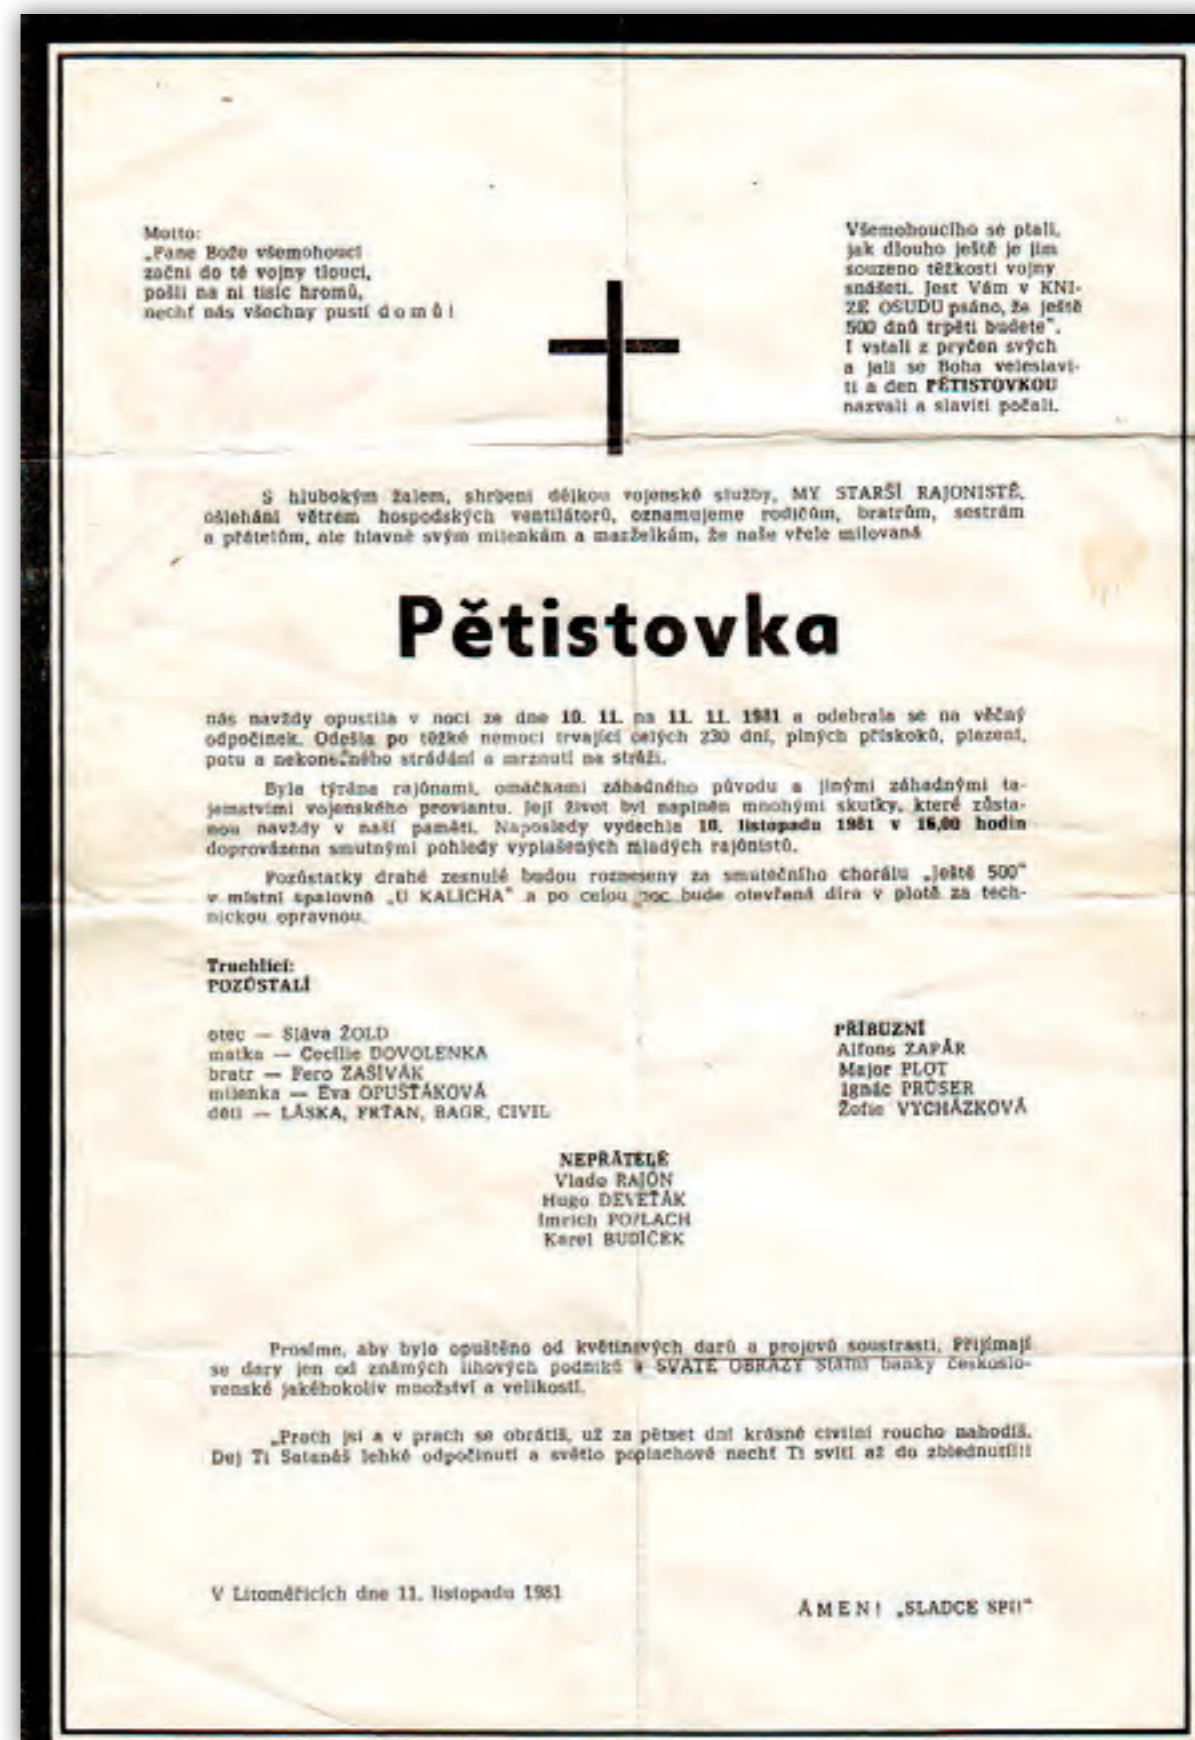 Motto:
„Pane Bože všemohoucí
začni do té vojny tlouci,
pošli na ni tisíc hromů,
nechť nás všechny pustí d o m ů !
Všemohoucího se ptali,
jak dlouho ještě je jim
souzeno těžkosti vojny
snášeti. Jest Vám v KNI-
ZE OSUDU psáno, že ještě
500 dnů trpěti budete".
I vstali z pryčen svých
a jali se Boha veleslavi-
ti a den PĚTISTOVKOU
nazvali a slaviti počali.
S hlubokým žalem, shrbeni délkou vojenské služby, MY STARŠÍ RAJONISTÉ,
ošlehání větrem hospodských ventilátorů, oznamujeme rodičům, bratrům, sestrám
a přátelům, ale hlavně svým milenkám a manželkám, že naše vřele milovaná
Pětistovka
nás navždy opustila v noci ze dne 10. 11. na 11. 11. 1981 a odebrala se na věčný
odpočinek. Odešla po těžké nemoci trvající celých 230 dní, plných přískoků, plazení,
potu a nekonečného strádání a mrznutí na stráži.
Byla týrána rajónami, omáčkami záhadného původu a jinými záhadnými ta-
jemstvími vojenského proviantu. Její život byl naplněn mnohými skutky, které zůsta-
nou navždy v naší paměti. Naposledy vydechla 10. listopadu 1981 v 16,00 hodin
doprovázena smutnými pohledy vyplašených mladých rajónistů.
Pozůstatky drahé zesnulé budou rozneseny za smutečního chorálu „Ještě 500"
v místní spalovně „U KALICHA" a po celou noc bude otevřená díra v plotě za tech-
nickou opravnou.
Truchlící:
POZŮSTALÍ
otec — Sláva ŽOLD
matka — Cecílie DOVOLENKA
bratr — Fero ZAŠÍVÁK
milenka — Eva OPUŠŤÁKOVÁ
děti — LÁSKA, FRŤAN, BAGR, CIVIL
PŘÍBUZNÍ
Alfons ZAPÁR
Major PLOT
Ignác PRŮSER
Žofie VYCHÁZKOVÁ
NEPŘÁTELÉ
Vlado RAJÓN
Hugo DEVEŤÁK
Imrich POPLACH
Karel BUDÍČEK
Prosíme, aby bylo opuštěno od květinových darů a projevů soustrasti. Přijímají
se dary jen od známých lihových podniků a SVATÉ OBRAZY Státní banky českoslo-
venské jakéhokoliv množství a velikosti.
„Prach jsi a v prach se obrátíš, už za pětset dní krásné civilní roucho nahodíš.
Dej Ti Satanáš lehké odpočinutí a světlo poplachové nechť Ti svítí až do zblednutí!!!
V Litoměřicích dne 11. listopadu 1981
Á M E N ! „SLADCE SPI!"